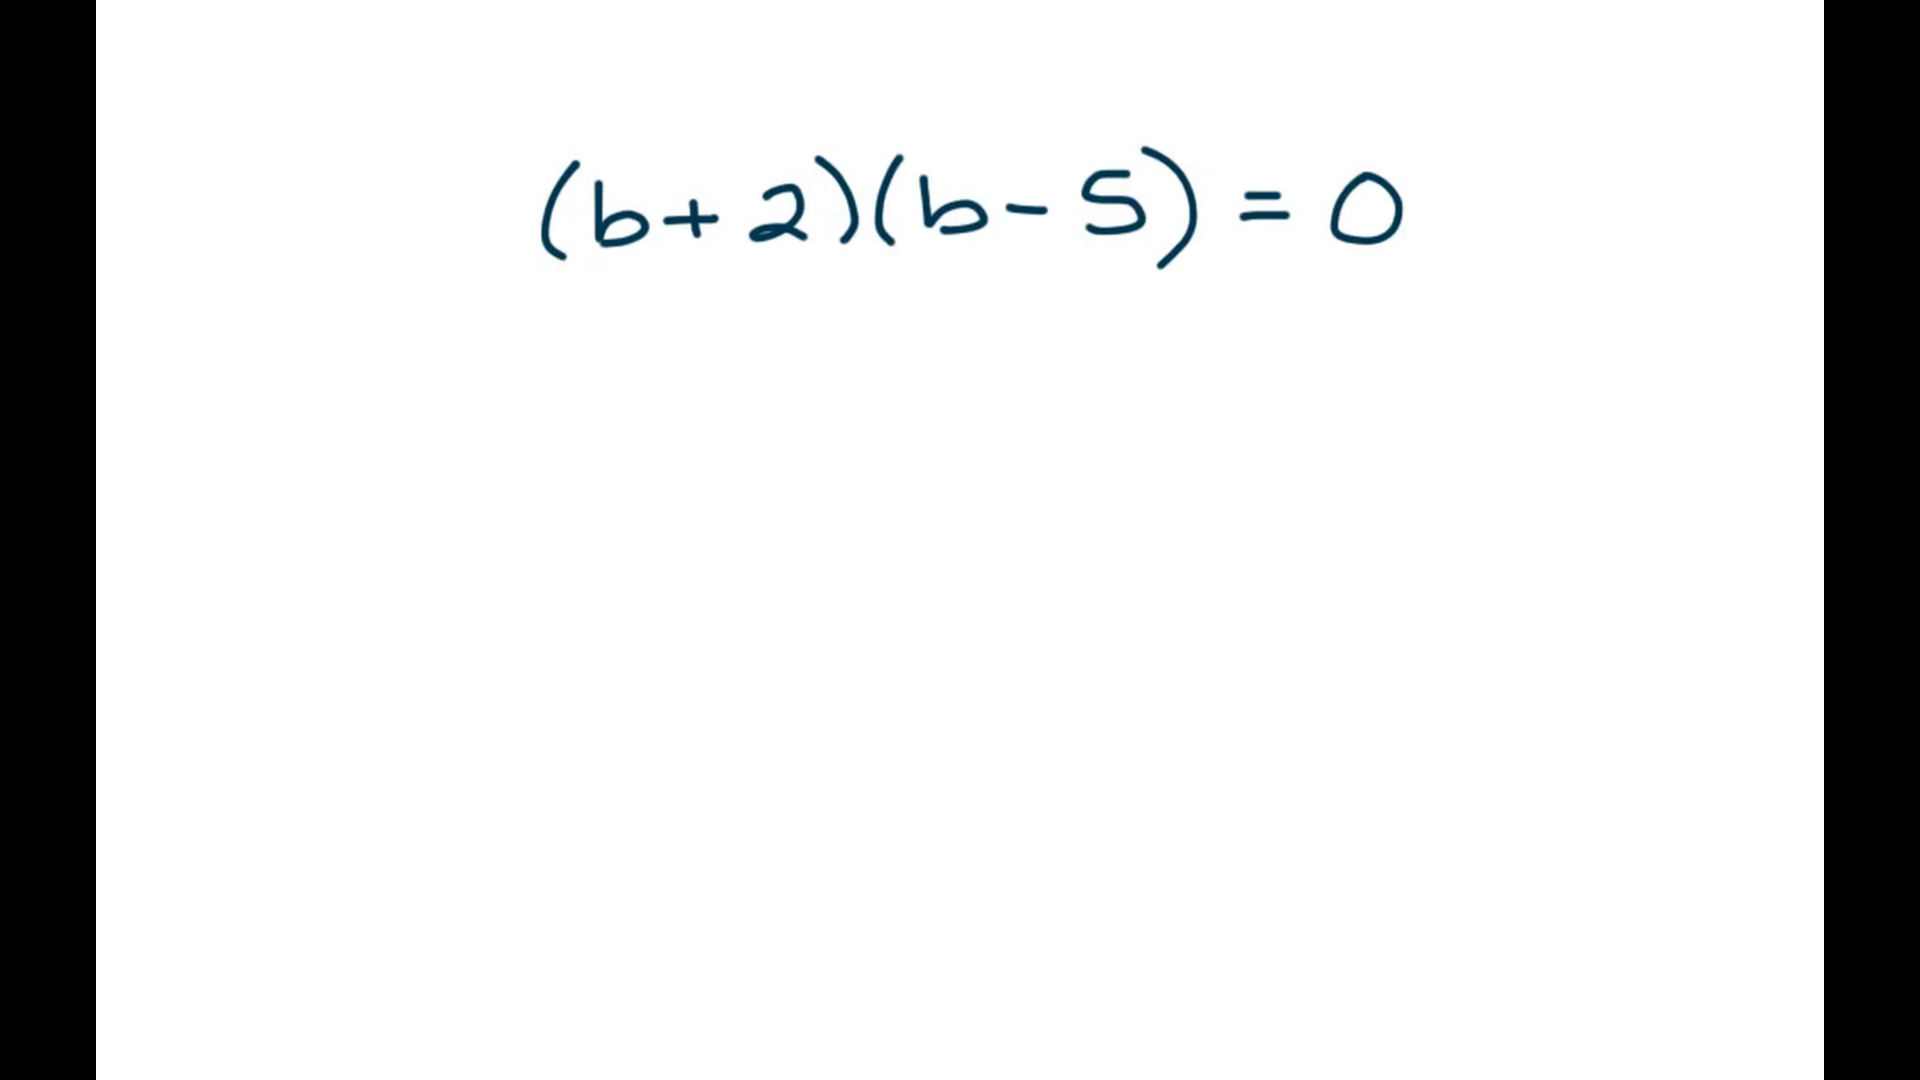 (b+2)(b-5) = 0